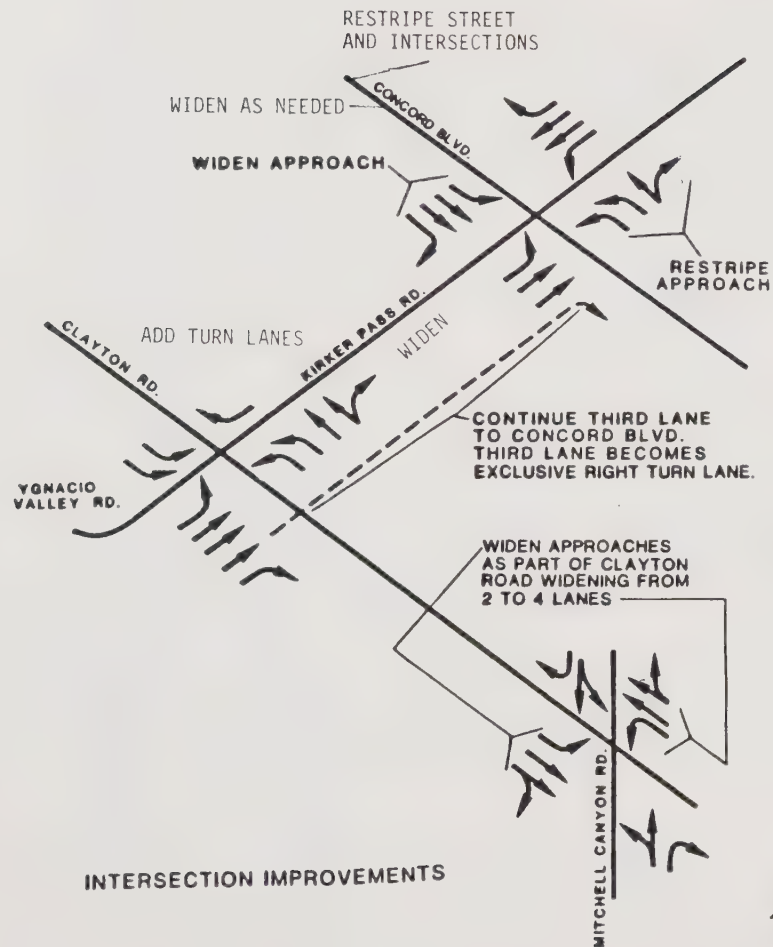 RESTRIPE STREET
AND INTERSECTIONS
WIDEN AS NEEDED
CONCORD BLVD.
WIDEN APPROACH
RESTRIPE
APPROACH
CLAYTON RD.
ADD TURN LANES
KIRKER PASS RD.
WIDEN
CONTINUE THIRD LANE
TO CONCORD BLVD.
THIRD LANE BECOMES
EXCLUSIVE RIGHT TURN LANE.
YGNACIO
VALLEY RD.
WIDEN APPROACHES
AS PART OF CLAYTON
ROAD WIDENING FROM
2 TO 4 LANES
MITCHELL CANYON RD.
INTERSECTION IMPROVEMENTS